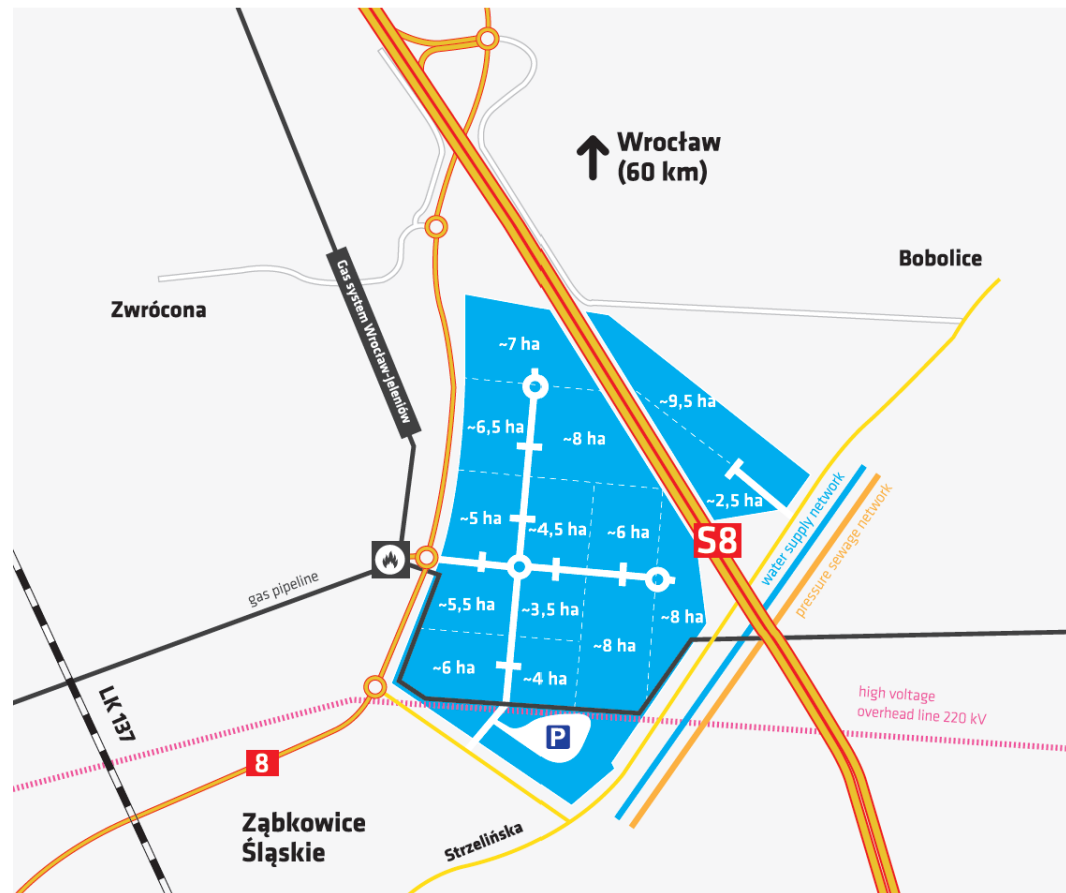 Wrocław
(60 km)
Bobolice
Zwrócona
Gas system Wrocław-Jeleniów
~7 ha
~9,5 ha
~6,5 ha
~8 ha
~2,5 ha
~5 ha
~4,5 ha
~6 ha
S8
water supply network
pressure sewage network
gas pipeline
~5,5 ha
~3,5 ha
~8 ha
~8 ha
~6 ha
~4 ha
high voltage
overhead line 220 kV
LK 137
P
8
Ząbkowice
Śląskie
Strzelińska